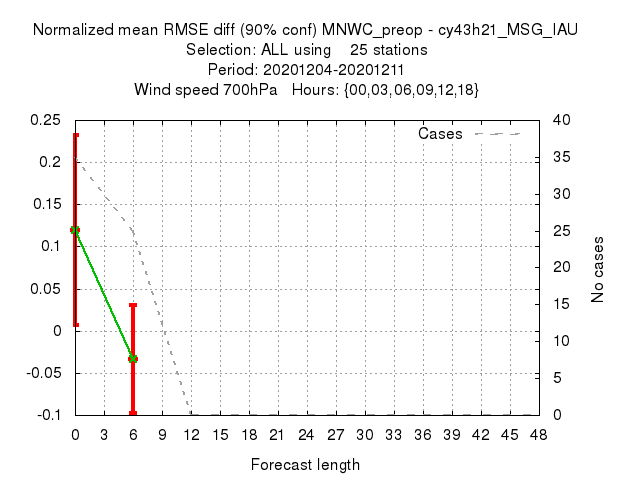 Normalized mean RMSE diff (90% conf) MNWC_preop - cy43h21_MSG_IAU
Selection: ALL using 25 stations
Period: 20201204-20201211
Wind speed 700hPa Hours: {00,03,06,09,12,18}
0.25
0.2
0.15
0.1
0.05
0
-0.05
-0.1
Cases
40
35
30
25
20
15
10
5
0
No cases
0 3 6 9 12 15 18 21 24 27 30 33 36 39 42 45 48
Forecast length